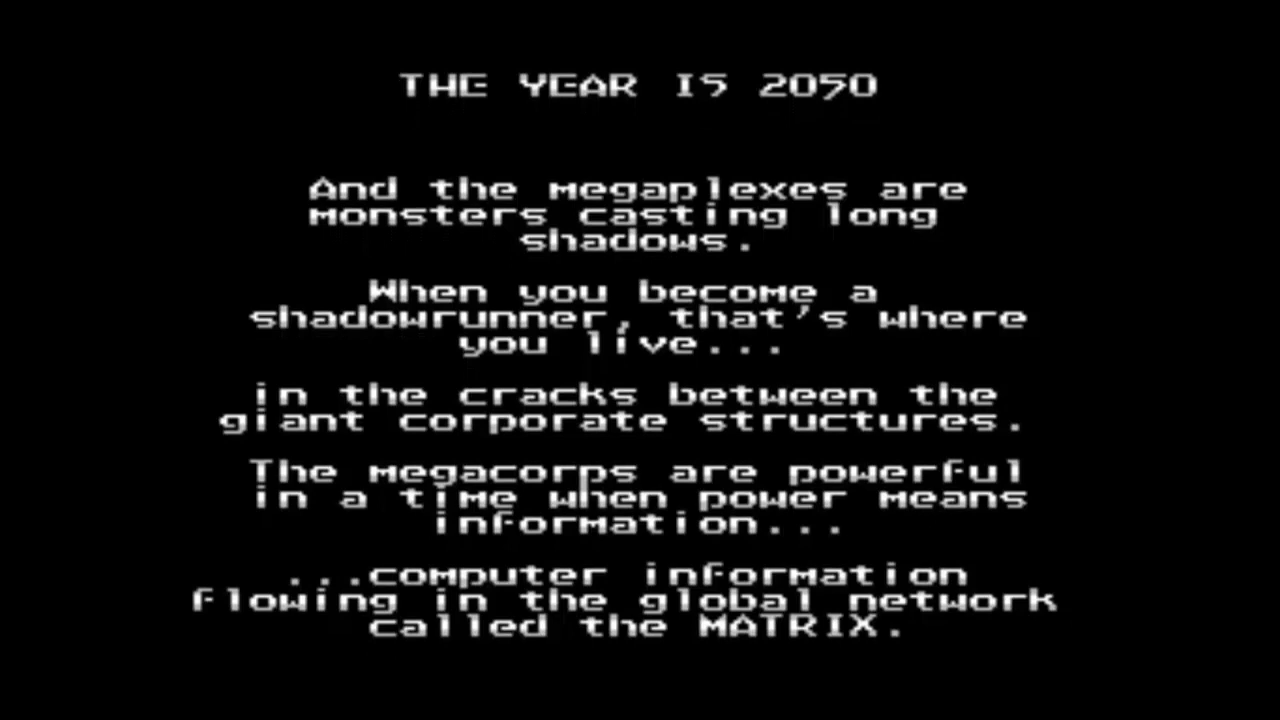 THE YEAR IS 2050
And the megaplexes are
monsters casting long
shadows.
When you become a
shadowrunner, that's where
you live...
in the cracks between the
giant corporate structures.
The megacorps are powerful
in a time when power means
information...
...computer information
flowing in the global network
called the MATRIX.